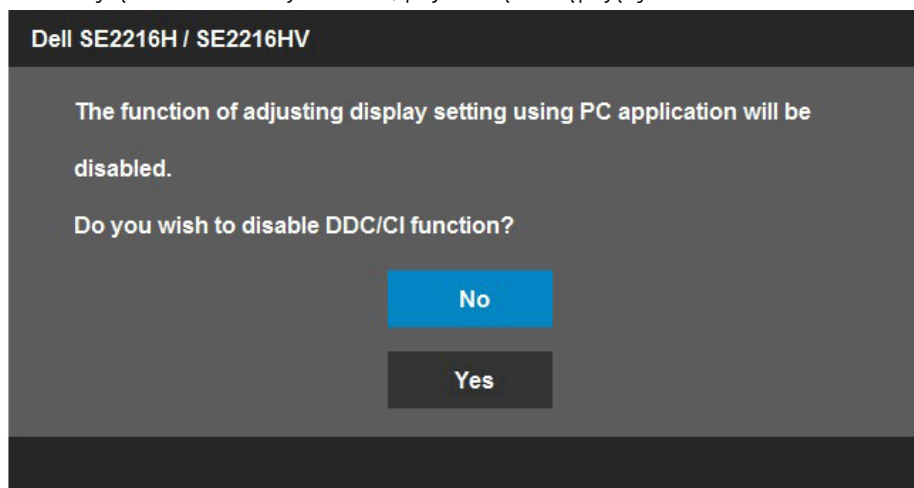 Dell SE2216H / SE2216HV
The function of adjusting display setting using PC application will be
disabled.
Do you wish to disable DDC/CI function?
No
Yes